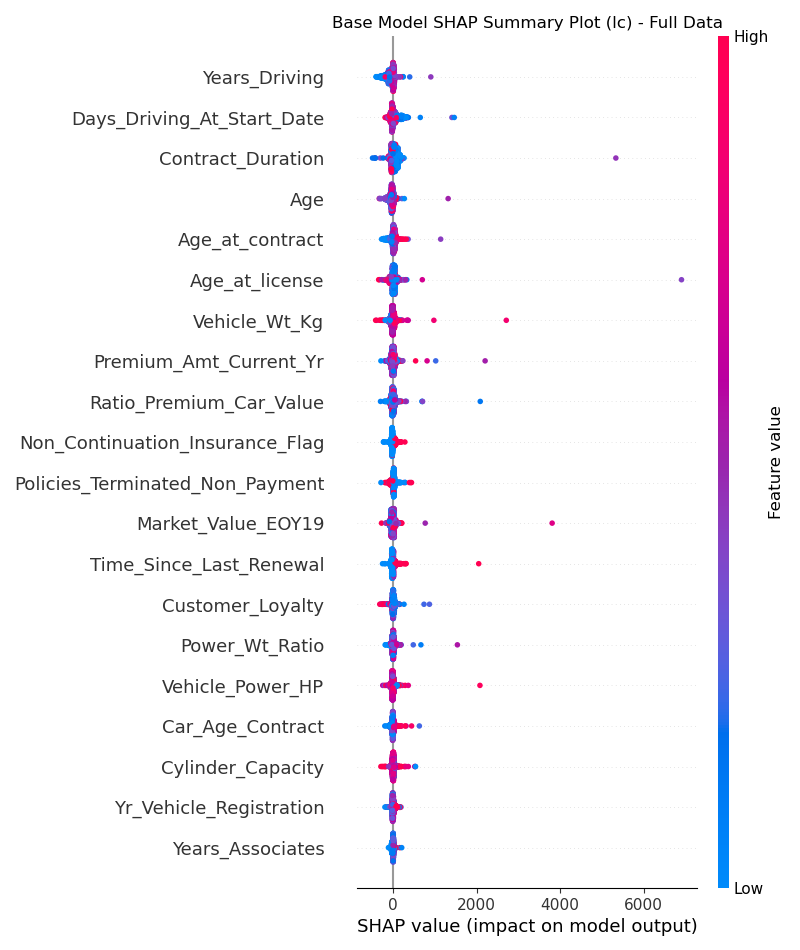 Base Model SHAP Summary Plot (lc) - Full Data
High
Years_Driving
Days_Driving_At_Start_Date
Contract_Duration
Age
Age_at_contract
Age_at_license
Vehicle_Wt_Kg
Premium_Amt_Current_Yr
Ratio_Premium_Car_Value
Non_Continuation_Insurance_Flag
Policies_Terminated_Non_Payment
Market_Value_EOY19
Time_Since_Last_Renewal
Customer_Loyalty
Power_Wt_Ratio
Vehicle_Power_HP
Car_Age_Contract
Cylinder_Capacity
Yr_Vehicle_Registration
Years_Associates
Feature value
Low
0 2000 4000 6000
SHAP value (impact on model output)